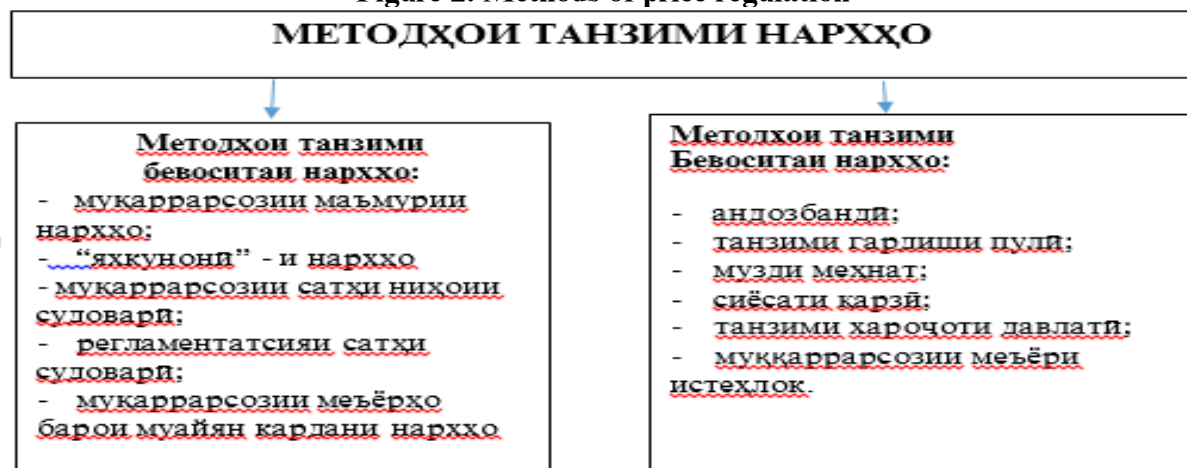 Figure 2. Methods of price regulation
МЕТОДҲОИ ТАНЗИМИ НАРХҲО
Методҳои танзими
бевоситаи нархҳо:
- муқаррарсозии маъмурии
нархҳо;
- “яхкунонӣ” - и нархҳо
- муқаррарсозии сатҳи ниҳоии
судоварӣ;
- регламентатсияи сатҳи
судоварӣ;
- муқаррарсозии меъёрҳо
барои муайян кардани нархҳо
Методҳои танзими
Бевоситаи нархҳо:
- андозбандӣ;
- танзими гардиши пулӣ;
- музди меҳнат;
- сиёсати қарзӣ;
- танзими хароҷоти давлатӣ;
- муққаррарсозии меъёри
истеҳлок.